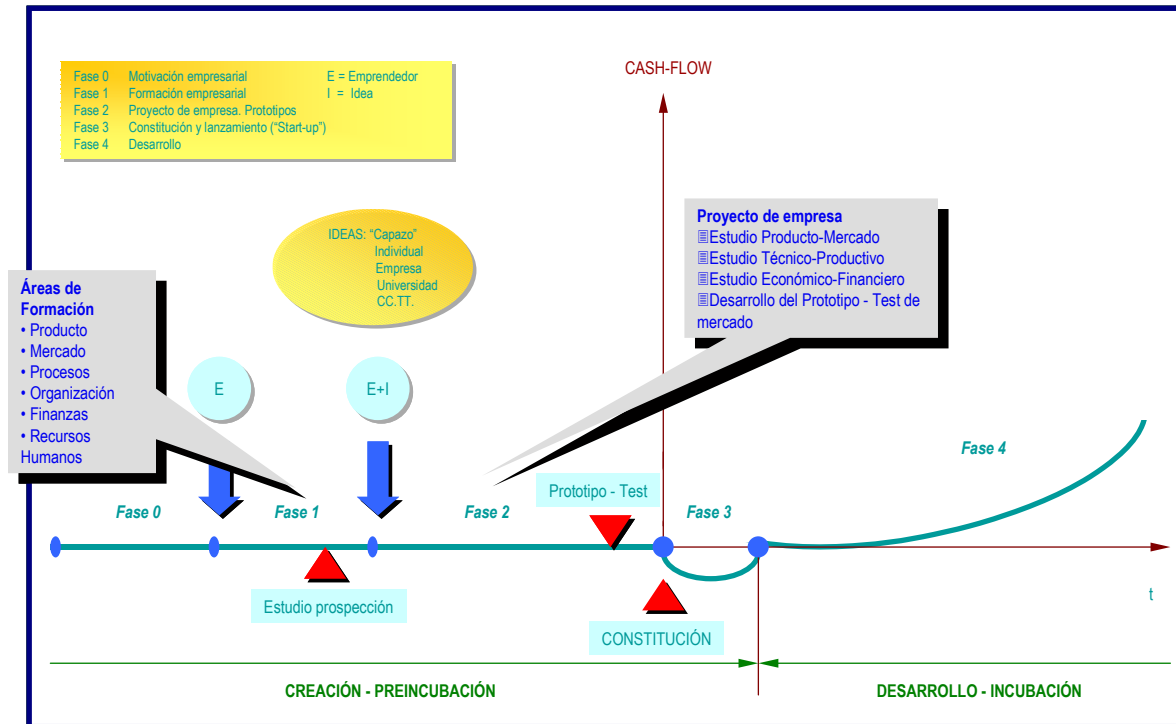 Fase 0 Motivación empresarial E = Emprendedor
Fase 1 Formación empresarial I = Idea
Fase 2 Proyecto de empresa. Prototipos
Fase 3 Constitución y lanzamiento (“Start-up”)
Fase 4 Desarrollo
CASH-FLOW
IDEAS: “Capazo”
Individual
Empresa
Universidad
CC.TT.
Proyecto de empresa
Estudio Producto-Mercado
Estudio Técnico-Productivo
Estudio Económico-Financiero
Desarrollo del Prototipo - Test de
mercado
Áreas de
Formación
• Producto
• Mercado
• Procesos
• Organización
• Finanzas
• Recursos
Humanos
E
E+I
Fase 4
Prototipo - Test
Fase 0
Fase 1
Fase 2
Fase 3
Estudio prospección
CONSTITUCIÓN
t
CREACIÓN - PREINCUBACIÓN
DESARROLLO - INCUBACIÓN